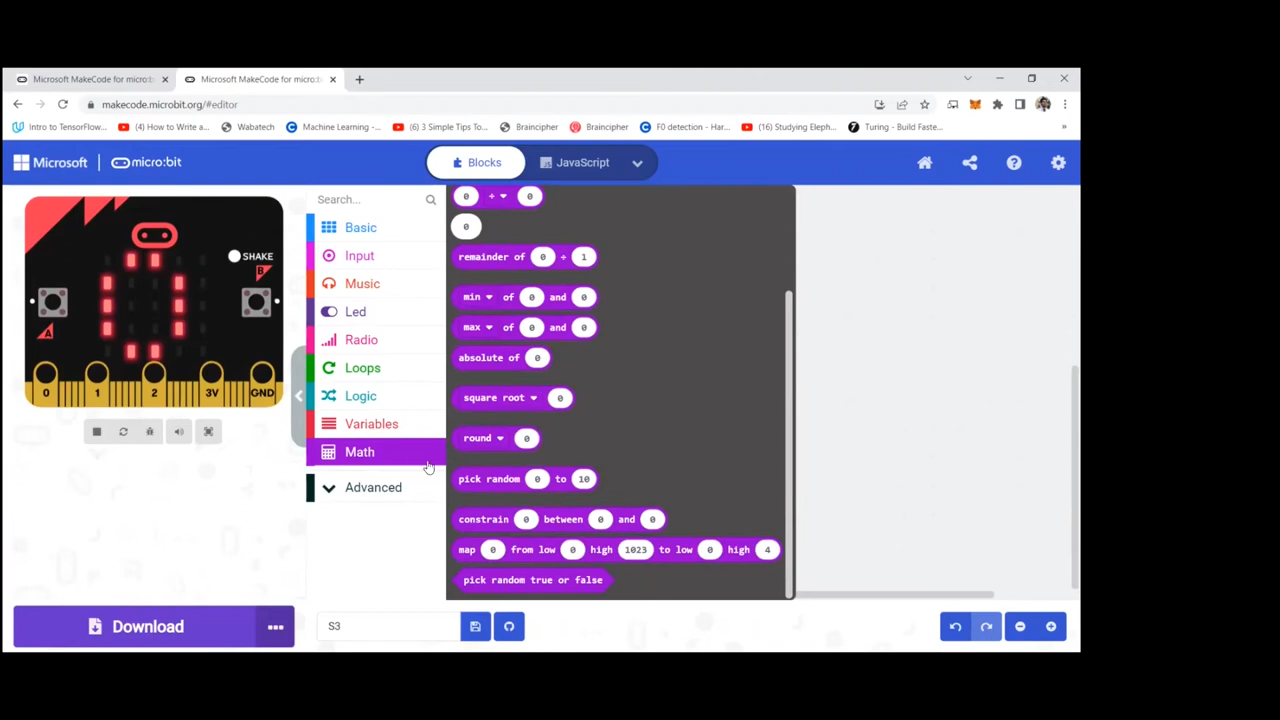 Microsoft MakeCode for micro:bi
Microsoft MakeCode for micro:bi
makecode.microbit.org/#editor
Intro to TensorFlow...
(4) How to Write a...
Wabatech
Machine Learning -...
(6) 3 Simple Tips To...
Braincipher
Braincipher
F0 detection - Har...
(16) Studying Eleph...
Turing - Build Faste...
»
Microsoft
micro:bit
Blocks
JavaScript
SHAKE
B
A
0 1 2 3V GND
Search...
Basic
Input
Music
Led
Radio
Loops
Logic
Variables
Math
Advanced
0 ÷ 0
0
remainder of 0 ÷ 1
min of 0 and 0
max of 0 and 0
absolute of 0
square root 0
round 0
pick random 0 to 10
constrain 0 between 0 and 0
map 0 from low 0 high 1023 to low 0 high 4
pick random true or false
Download
S3